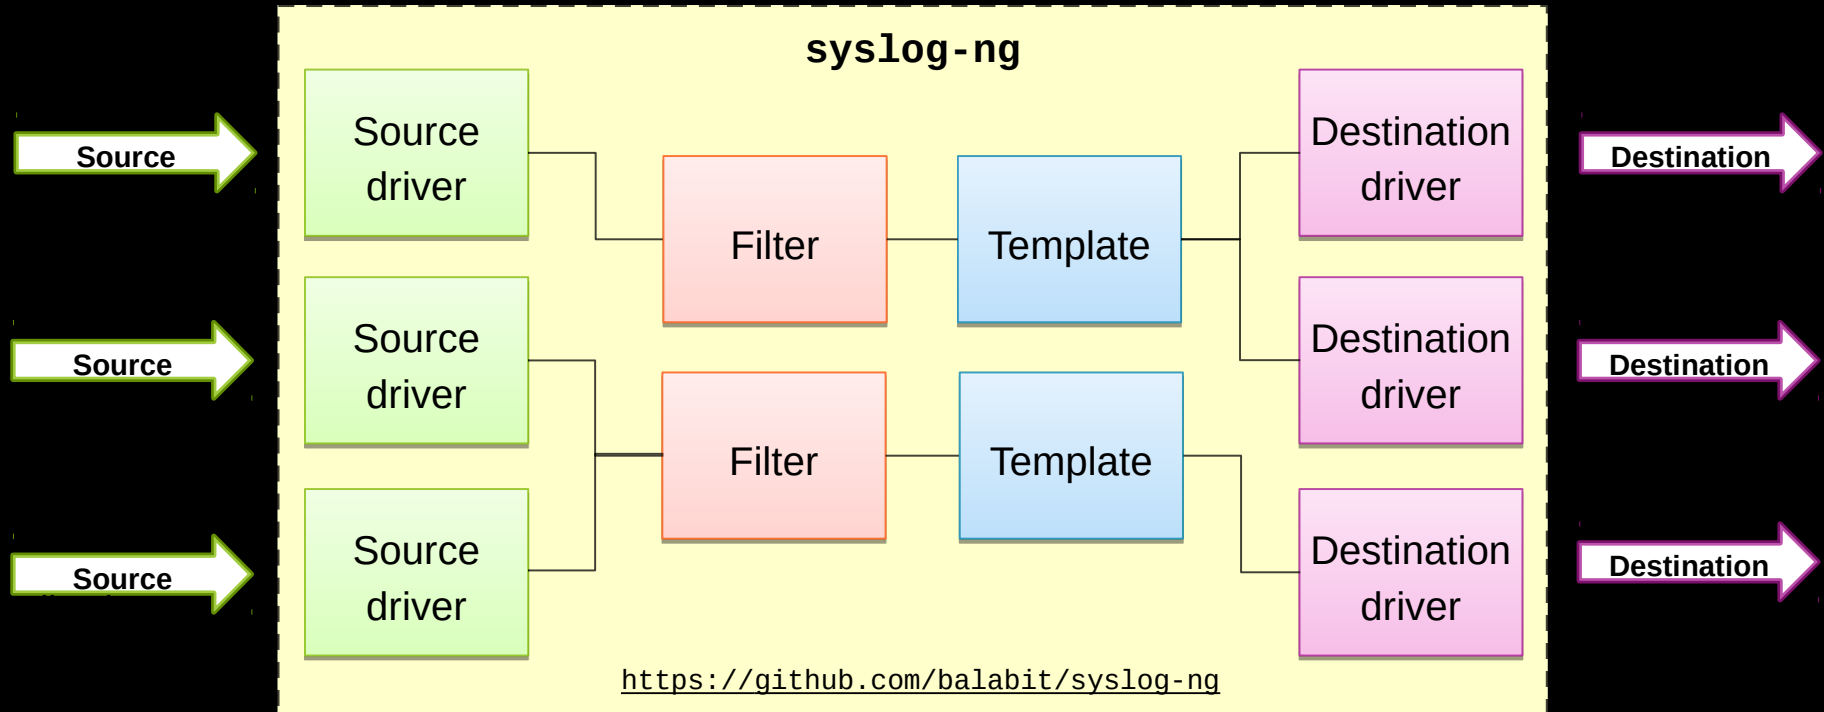 syslog-ng
Source
Source
driver
Filter
Template
Destination
driver
Destination
Source
Source
driver
Filter
Template
Destination
driver
Destination
Source
Source
driver
Destination
driver
Destination
https://github.com/balabit/syslog-ng